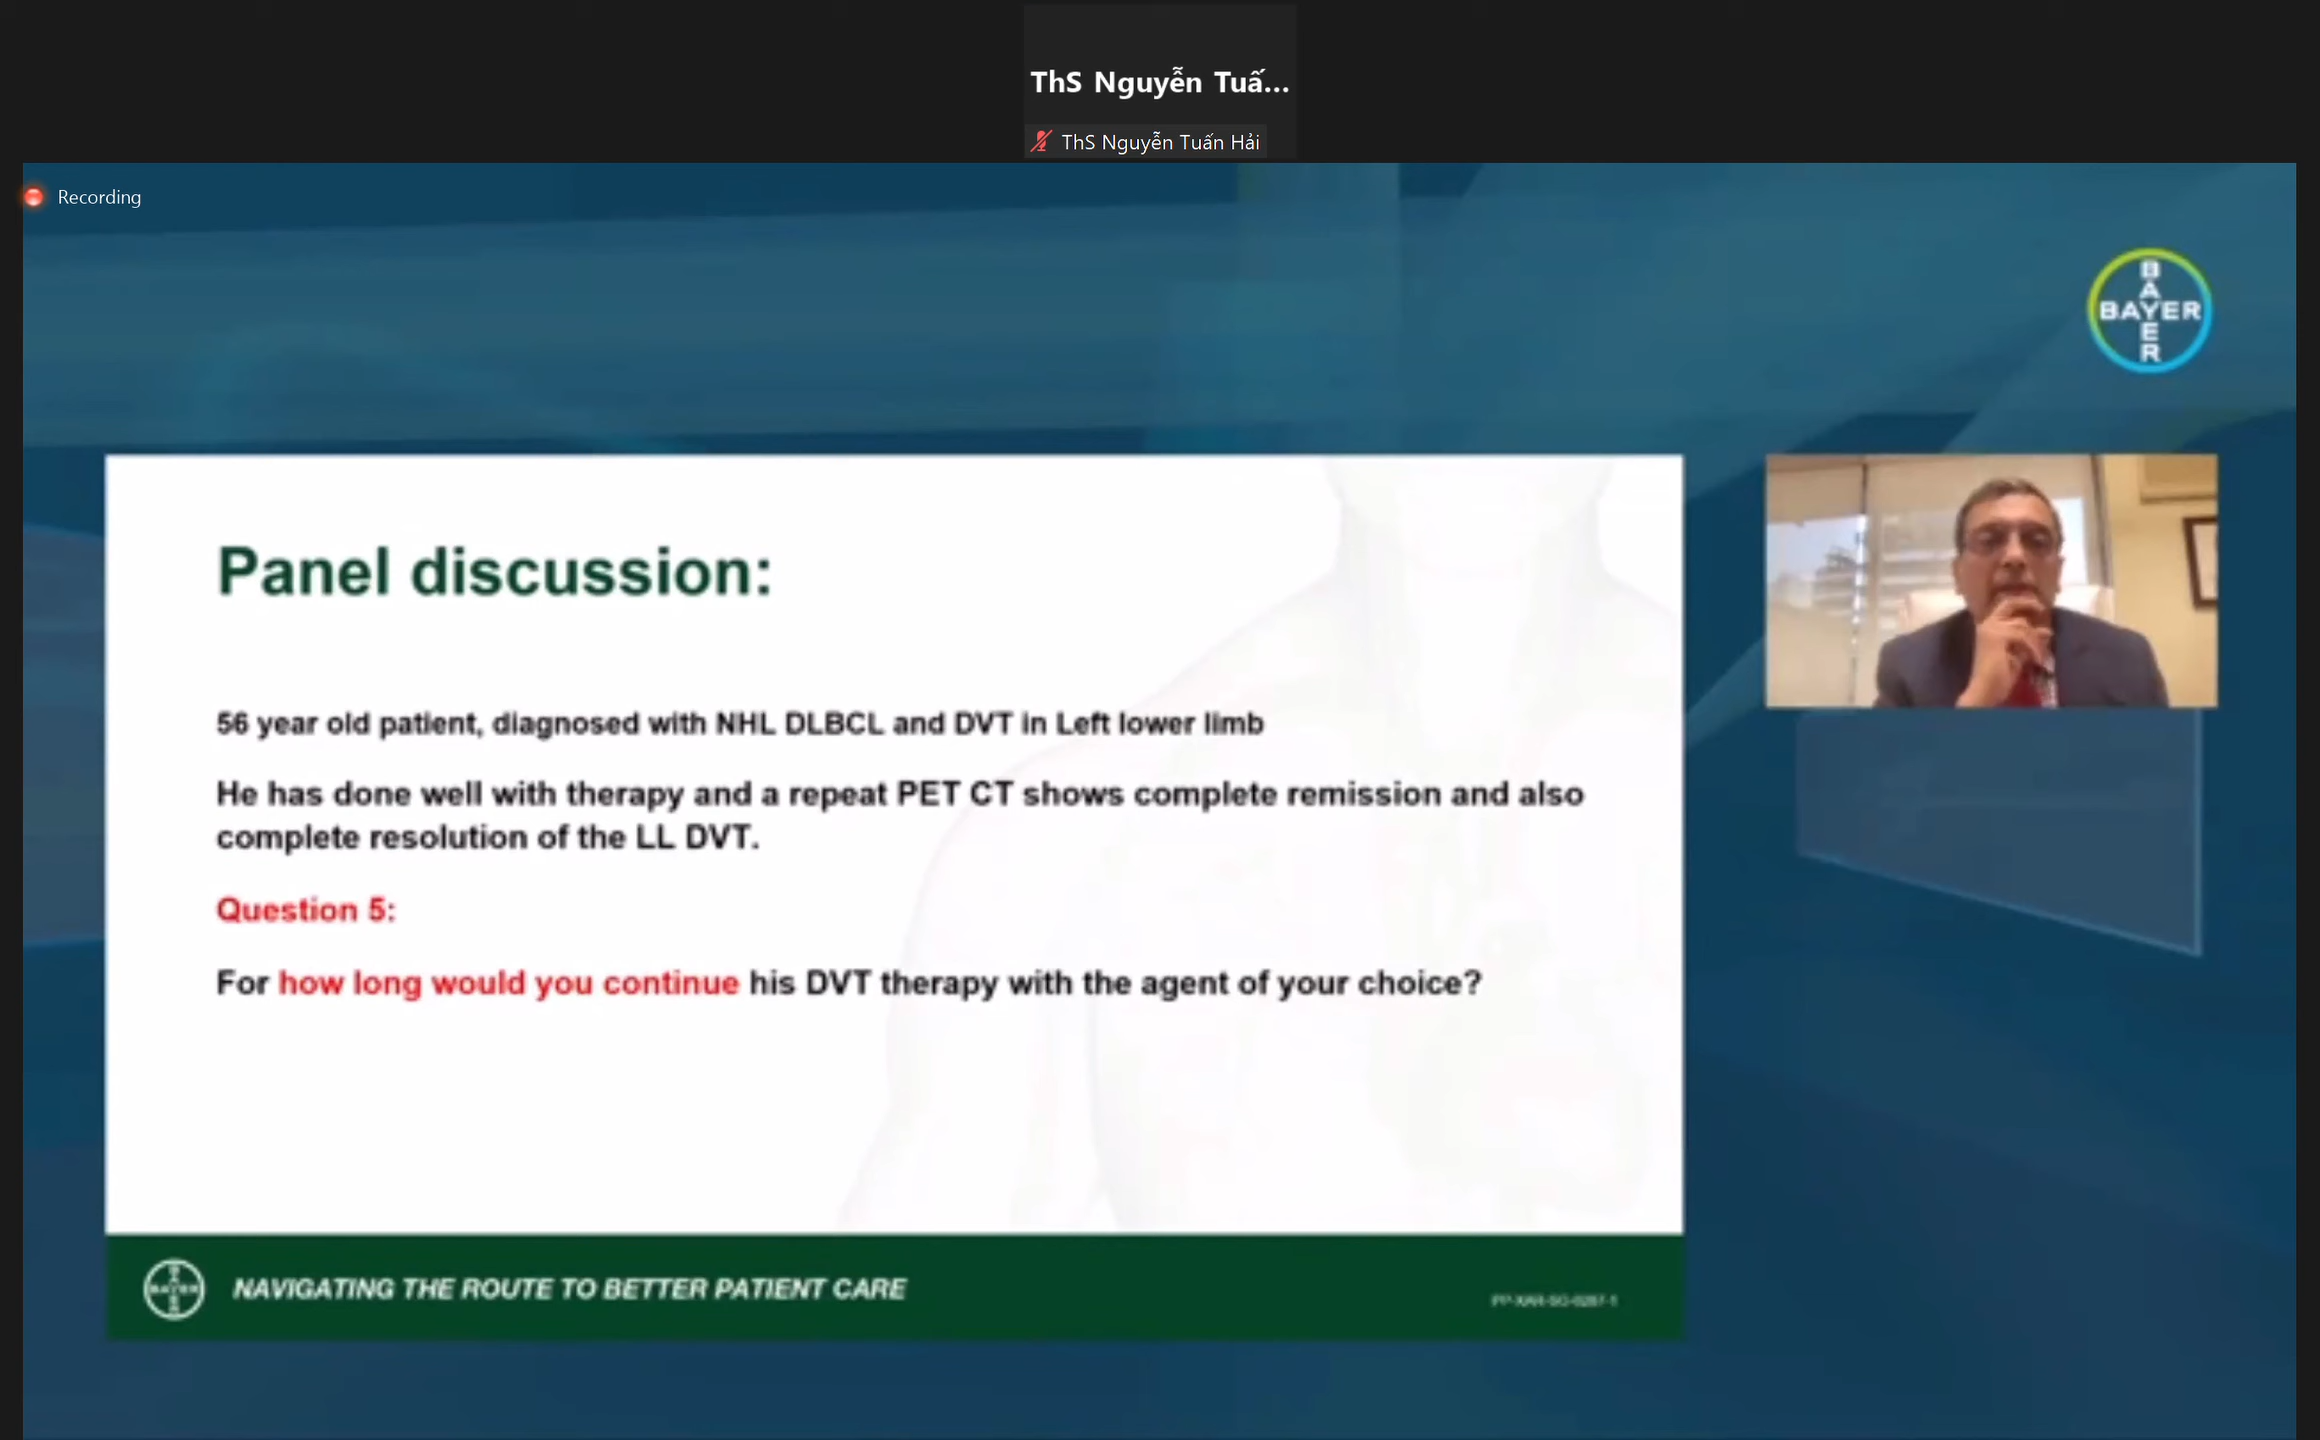 ThS Nguyễn Tuấ...
ThS Nguyễn Tuấn Hải
Recording
BAYER
BAYER
Panel discussion:
56 year old patient, diagnosed with NHL DLBCL and DVT in Left lower limb
He has done well with therapy and a repeat PET CT shows complete remission and also
complete resolution of the LL DVT.
Question 5:
For how long would you continue his DVT therapy with the agent of your choice?
BAYER
BAYER
NAVIGATING THE ROUTE TO BETTER PATIENT CARE